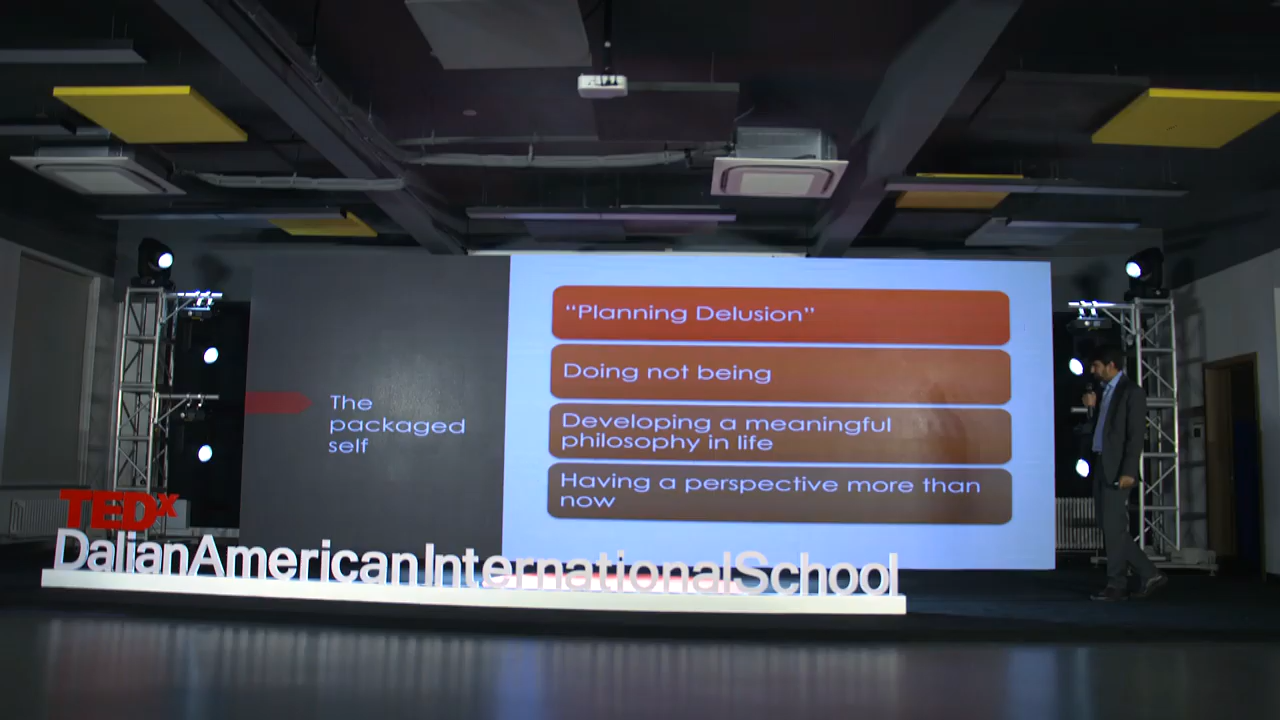 The
packaged
self
“Planning Delusion”
Doing not being
Developing a meaningful
philosophy in life
Having a perspective more than
now
TEDx
DalianAmericanInternationalSchool